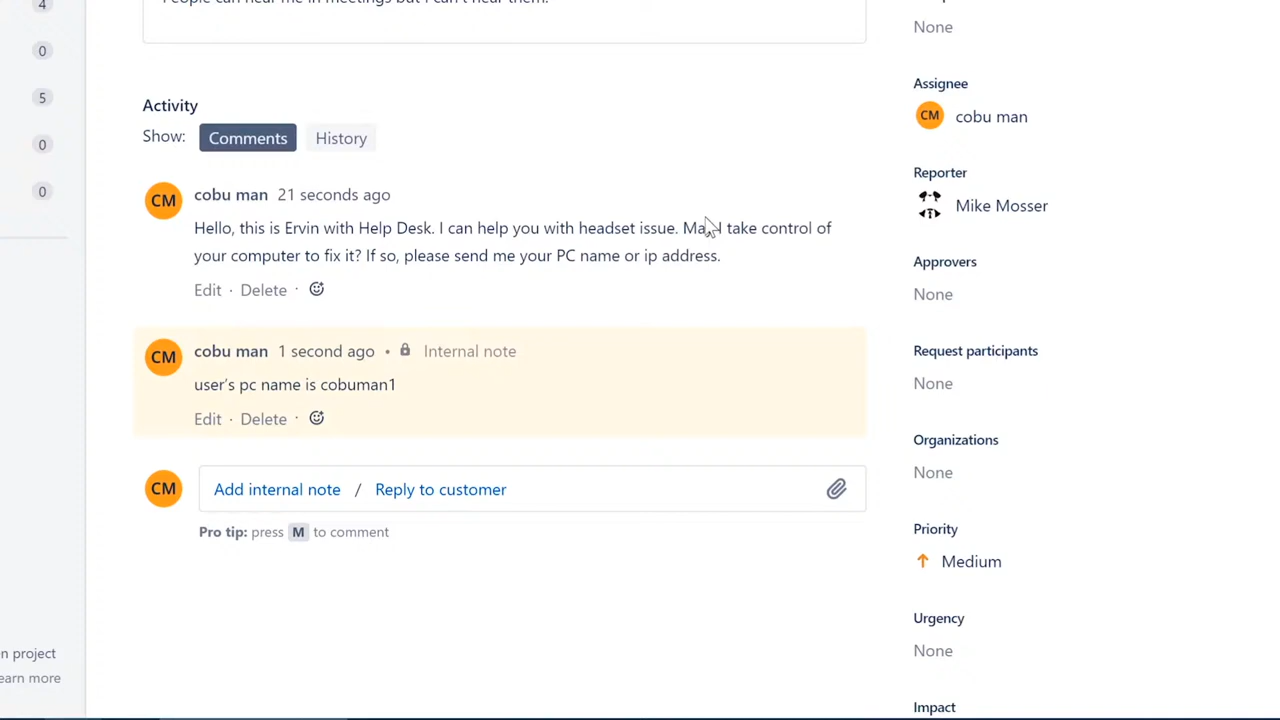 4
0
5
0
0
People can hear me in meetings but I can't hear them.
None
Activity
Show: Comments History
CM cobu man 21 seconds ago
Hello, this is Ervin with Help Desk. I can help you with headset issue. May I take control of
your computer to fix it? If so, please send me your PC name or ip address.
Edit · Delete ·
CM cobu man 1 second ago • Internal note
user's pc name is cobuman1
Edit · Delete ·
CM Add internal note / Reply to customer
Pro tip: press M to comment
Assignee
CM cobu man
Reporter
Mike Mosser
Approvers
None
Request participants
None
Organizations
None
Priority
Medium
Urgency
None
Impact
n project
earn more